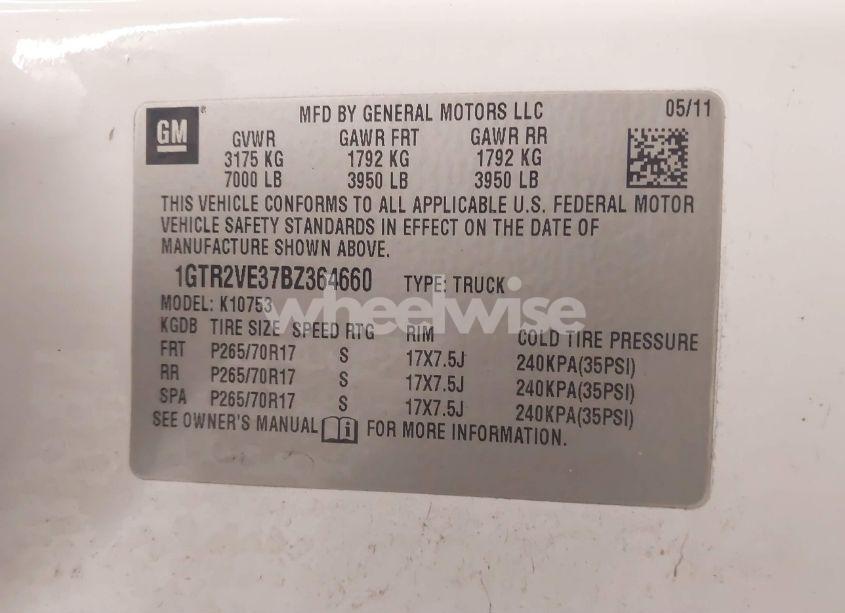 GM
MFD BY GENERAL MOTORS LLC 05/11
GVWR GAWR FRT GAWR RR
3175 KG 1792 KG 1792 KG
7000 LB 3950 LB 3950 LB
THIS VEHICLE CONFORMS TO ALL APPLICABLE U.S. FEDERAL MOTOR
VEHICLE SAFETY STANDARDS IN EFFECT ON THE DATE OF
MANUFACTURE SHOWN ABOVE.
1GTR2VE37BZ364660 TYPE: TRUCK
MODEL: K10753
wheelwise
KGDB TIRE SIZE SPEED RTG RIM COLD TIRE PRESSURE
FRT P265/70R17 S 17X7.5J 240KPA(35PSI)
RR P265/70R17 S 17X7.5J 240KPA(35PSI)
SPA P265/70R17 S 17X7.5J 240KPA(35PSI)
SEE OWNER'S MANUAL FOR MORE INFORMATION.